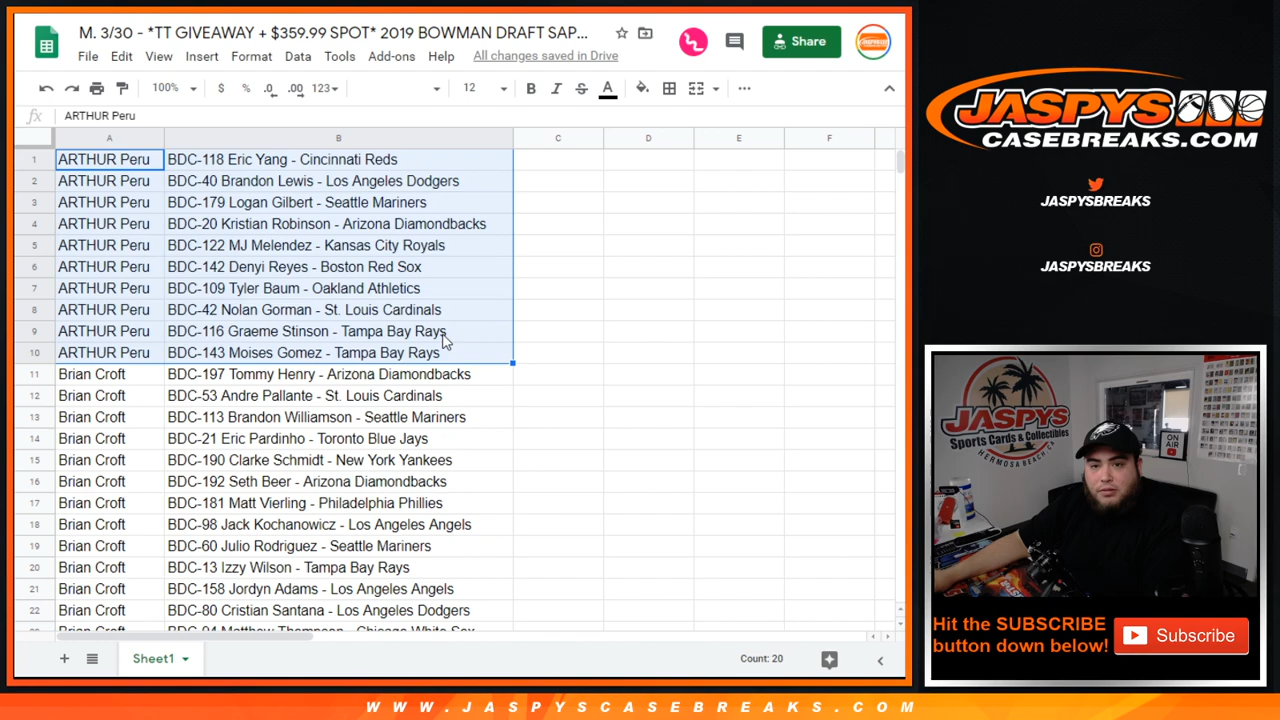 M. 3/30 - *TT GIVEAWAY + $359.99 SPOT* 2019 BOWMAN DRAFT SAP...
File Edit View Insert Format Data Tools Add-ons Help All changes saved in Drive
Share
100% $ % .0 .00 123 12 B I S A
fx ARTHUR Peru
A B C D E F
1 ARTHUR Peru BDC-118 Eric Yang - Cincinnati Reds
2 ARTHUR Peru BDC-40 Brandon Lewis - Los Angeles Dodgers
3 ARTHUR Peru BDC-179 Logan Gilbert - Seattle Mariners
4 ARTHUR Peru BDC-20 Kristian Robinson - Arizona Diamondbacks
5 ARTHUR Peru BDC-122 MJ Melendez - Kansas City Royals
6 ARTHUR Peru BDC-142 Denyi Reyes - Boston Red Sox
7 ARTHUR Peru BDC-109 Tyler Baum - Oakland Athletics
8 ARTHUR Peru BDC-42 Nolan Gorman - St. Louis Cardinals
9 ARTHUR Peru BDC-116 Graeme Stinson - Tampa Bay Rays
10 ARTHUR Peru BDC-143 Moises Gomez - Tampa Bay Rays
11 Brian Croft BDC-197 Tommy Henry - Arizona Diamondbacks
12 Brian Croft BDC-53 Andre Pallante - St. Louis Cardinals
13 Brian Croft BDC-113 Brandon Williamson - Seattle Mariners
14 Brian Croft BDC-21 Eric Pardinho - Toronto Blue Jays
15 Brian Croft BDC-190 Clarke Schmidt - New York Yankees
16 Brian Croft BDC-192 Seth Beer - Arizona Diamondbacks
17 Brian Croft BDC-181 Matt Vierling - Philadelphia Phillies
18 Brian Croft BDC-98 Jack Kochanowicz - Los Angeles Angels
19 Brian Croft BDC-60 Julio Rodriguez - Seattle Mariners
20 Brian Croft BDC-13 Izzy Wilson - Tampa Bay Rays
21 Brian Croft BDC-158 Jordyn Adams - Los Angeles Angels
22 Brian Croft BDC-80 Cristian Santana - Los Angeles Dodgers
Brian Croft BDC-94 Matthew Thompson - Chicago White Sox
Sheet1
Count: 20
JASPYS
CASEBREAKS.COM
JASPYSBREAKS
JASPYSBREAKS
JASPYS
Sports Cards & Collectibles
HERMOSA BEACH, CA
ON
AIR
Hit the SUBSCRIBE
button down below!
Subscribe
WWW.JASPYSCASEBREAKS.COM